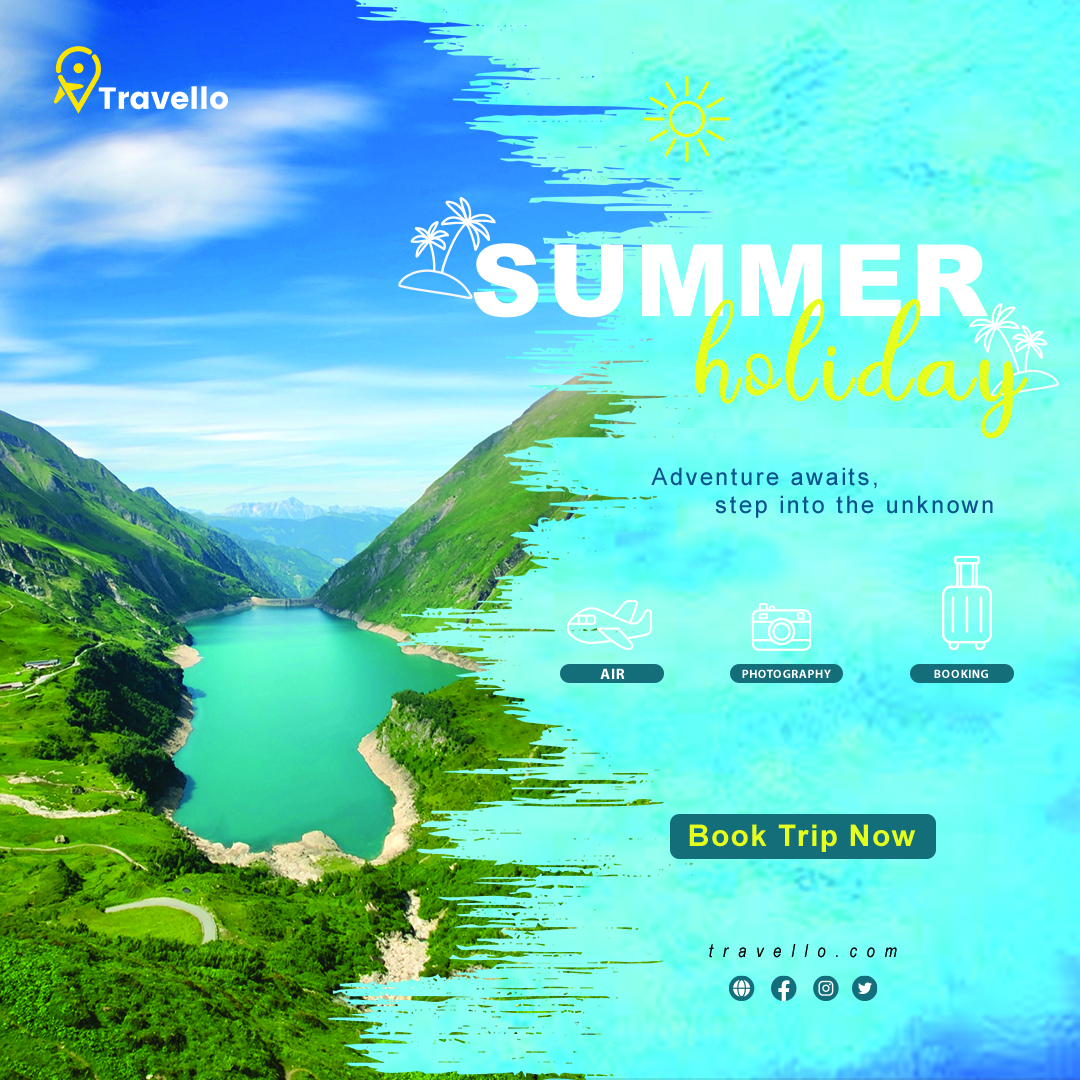 Travello
SUMMER
holiday
Adventure awaits,
step into the unknown
AIR
PHOTOGRAPHY
BOOKING
Book Trip Now
travello.com